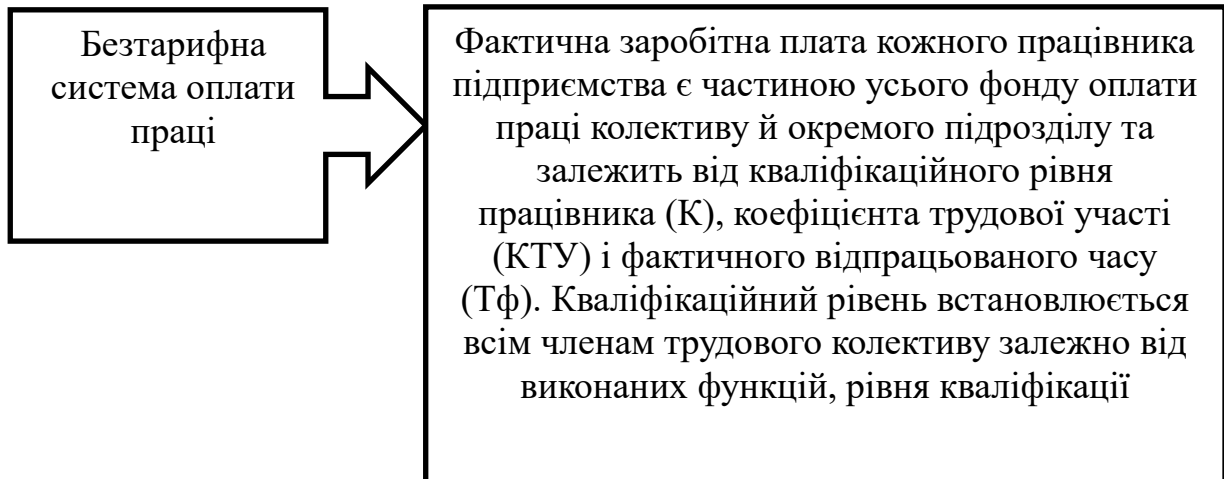 Безтарифна
система оплати
праці
Фактична заробітна плата кожного працівника
підприємства є частиною усього фонду оплати
праці колективу й окремого підрозділу та
залежить від кваліфікаційного рівня
працівника (К), коефіцієнта трудової участі
(КТУ) і фактичного відпрацьованого часу
(Тф). Кваліфікаційний рівень встановлюється
всім членам трудового колективу залежно від
виконаних функцій, рівня кваліфікації